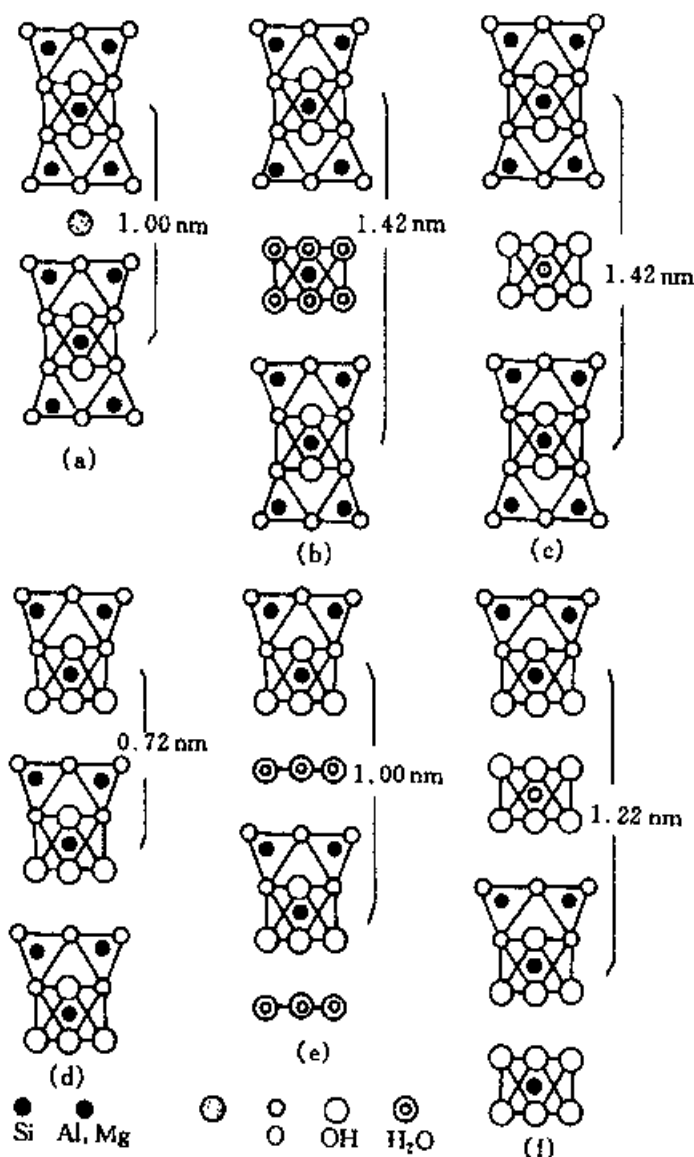 1.00 nm
1.42 nm
1.42 nm
(a)
(b)
(c)
0.72 nm
1.00 nm
1.22 nm
(d)
(e)
(f)
Si Al, Mg O OH H₂O